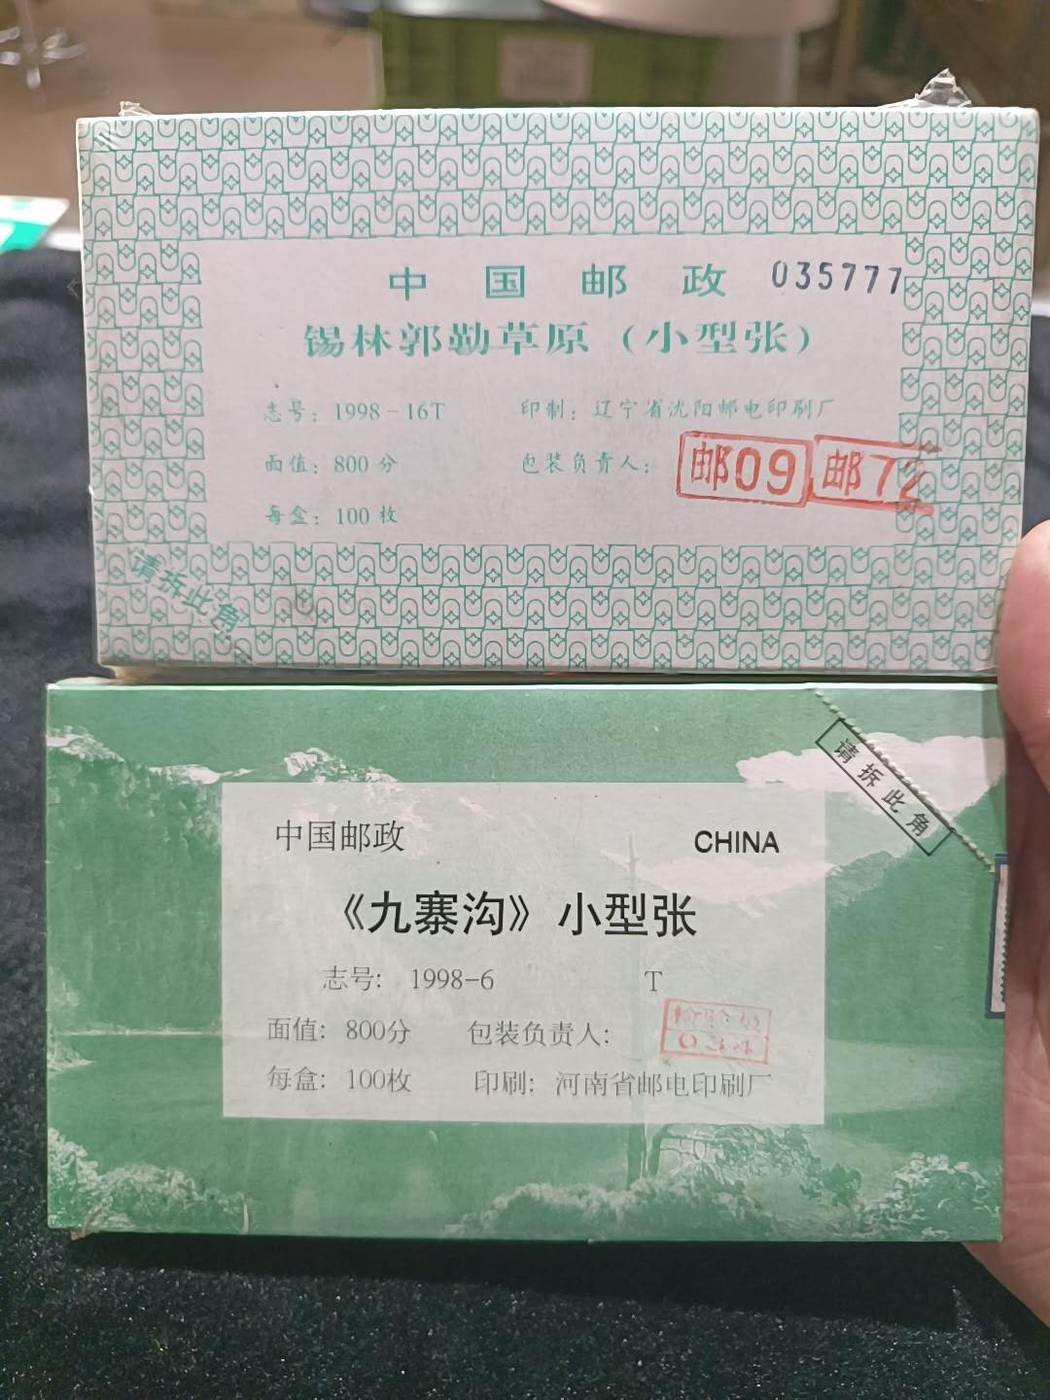 中国邮政 035777
锡林郭勒草原（小型张）
志号：1998-16T 印制：辽宁省沈阳邮电印刷厂
面值：800分 包装负责人：邮09 邮72
每盒：100枚
请拆此角
请拆此角
中国邮政 CHINA
《九寨沟》小型张
志号: 1998-6 T
面值: 800分 包装负责人:
每盒: 100枚 印刷: 河南省邮电印刷厂